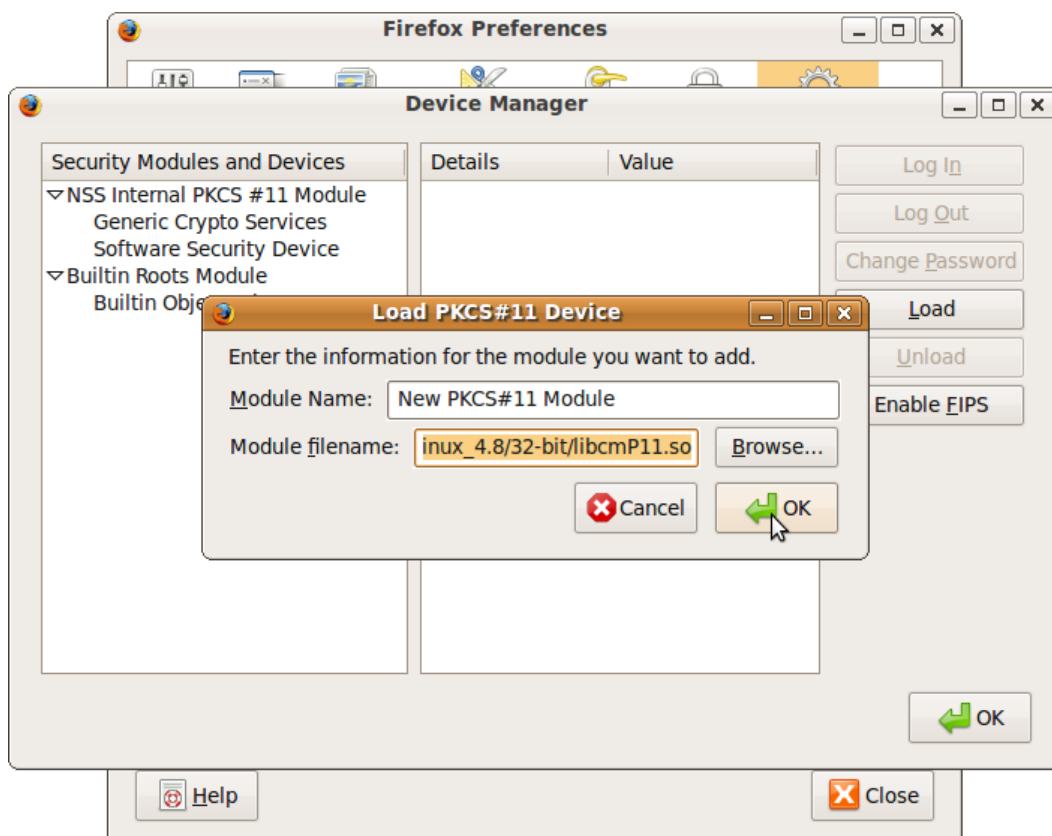 Firefox Preferences
Device Manager
Security Modules and Devices
Details
Value
NSS Internal PKCS #11 Module
Generic Crypto Services
Software Security Device
Builtin Roots Module
Builtin Obje
Log In
Log Out
Change Password
Load
Unload
Enable FIPS
Load PKCS#11 Device
Enter the information for the module you want to add.
Module Name: New PKCS#11 Module
Module filename: inux_4.8/32-bit/libcmP11.so Browse...
Cancel OK
OK
Help Close